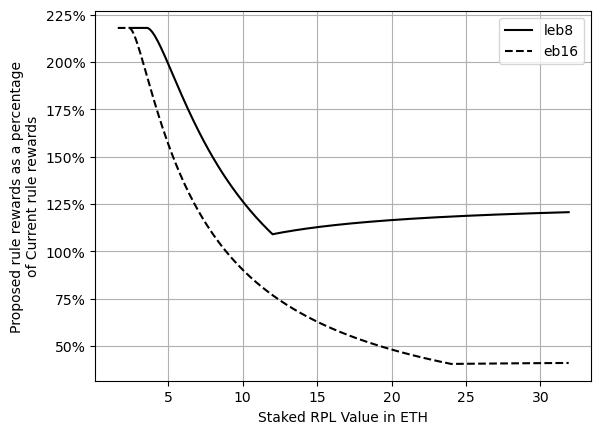 225%
200%
175%
150%
125%
100%
75%
50%
Proposed rule rewards as a percentage
of Current rule rewards
leb8
eb16
5
10
15
20
25
30
Staked RPL Value in ETH